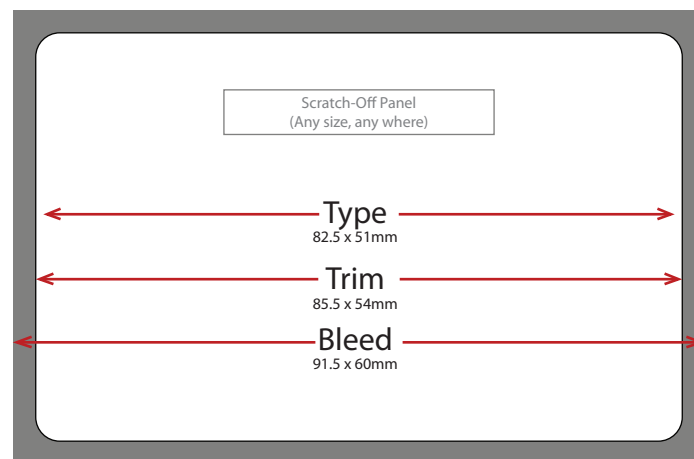 Scratch-Off Panel
(Any size, any where)
Type
82.5 x 51mm
Trim
85.5 x 54mm
Bleed
91.5 x 60mm